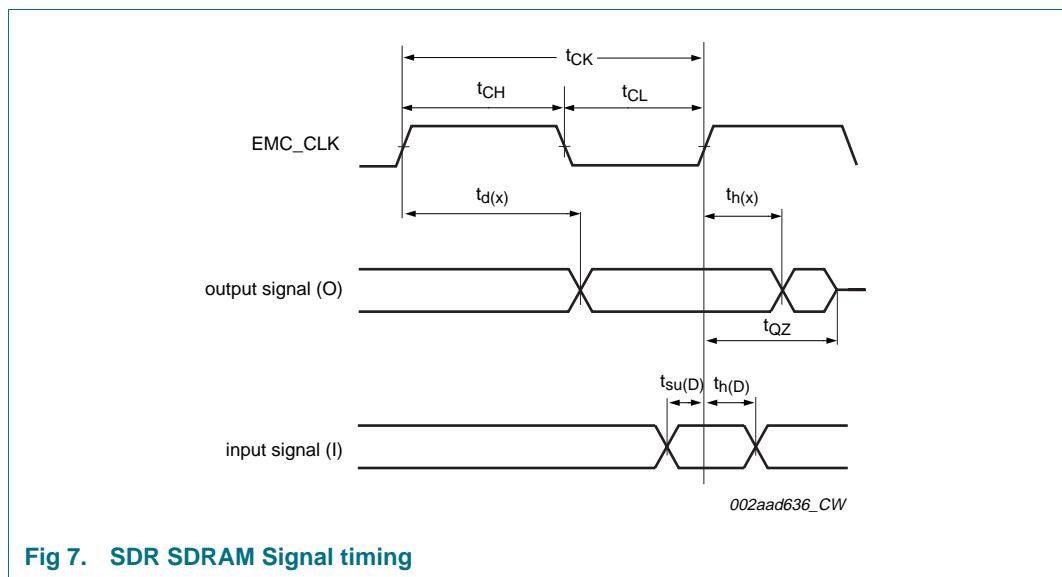 tCK
tCH
tCL
EMC_CLK
td(x)
th(x)
output signal (O)
tQZ
tsu(D)
th(D)
input signal (I)
002aad636_CW
Fig 7. SDR SDRAM Signal timing